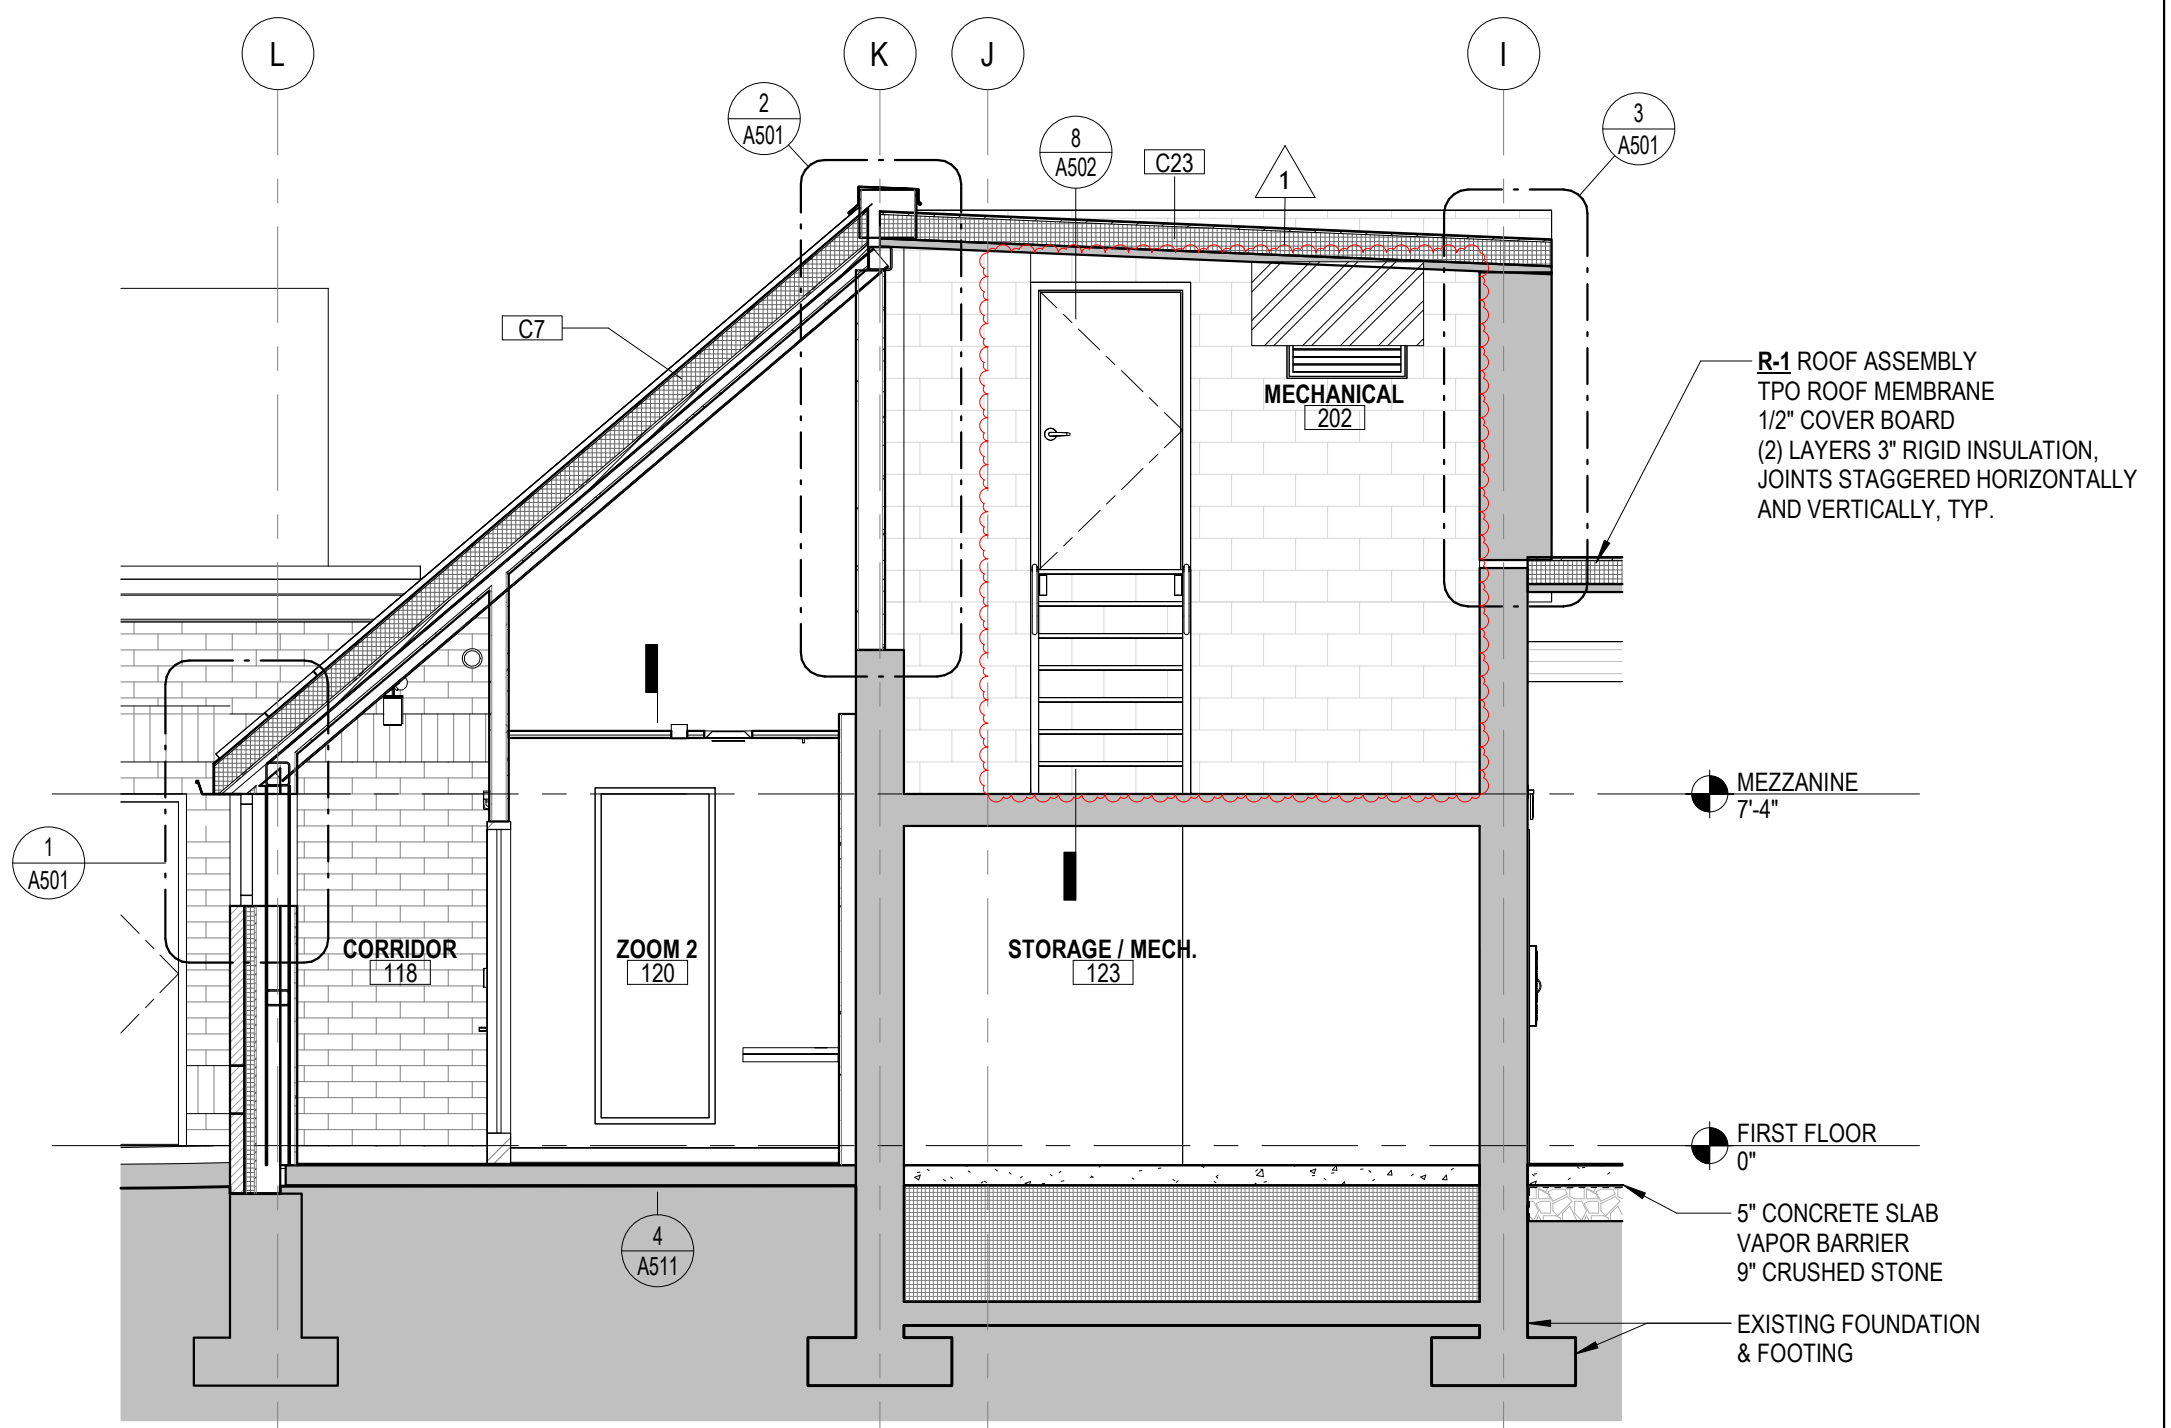 L
K
J
I
2
A501
8
A502
C23
1
3
A501
C7
R-1 ROOF ASSEMBLY
TPO ROOF MEMBRANE
1/2" COVER BOARD
(2) LAYERS 3" RIGID INSULATION,
JOINTS STAGGERED HORIZONTALLY
AND VERTICALLY, TYP.
MECHANICAL
202
MEZZANINE
7'-4"
1
A501
CORRIDOR
118
ZOOM 2
120
STORAGE / MECH.
123
FIRST FLOOR
0"
4
A511
5" CONCRETE SLAB
VAPOR BARRIER
9" CRUSHED STONE
EXISTING FOUNDATION
& FOOTING